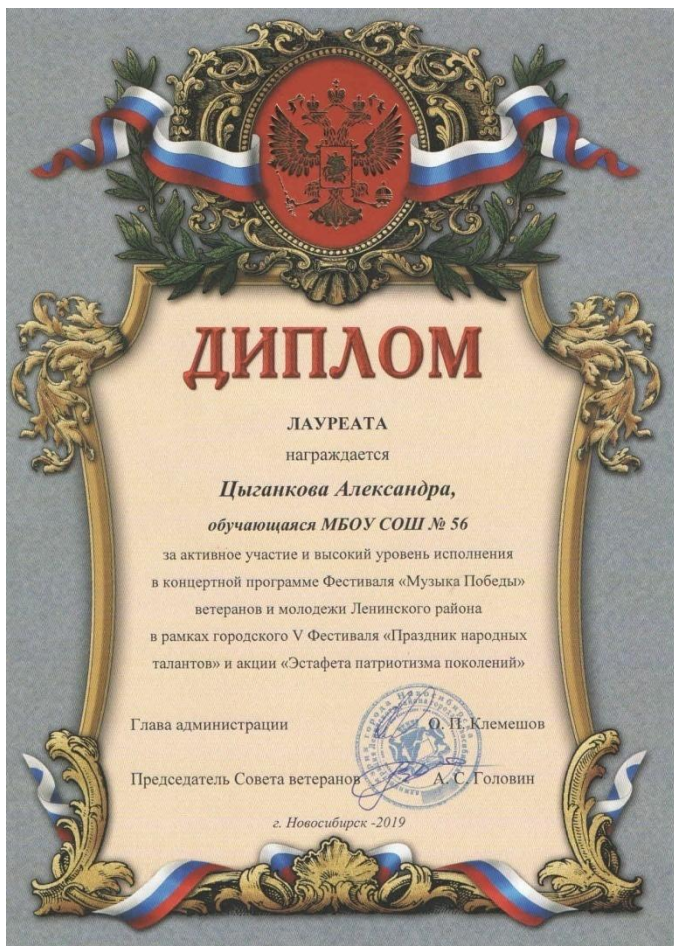 ДИПЛОМ
ЛАУРЕАТА
награждается
Цыганкова Александра,
обучающаяся МБОУ СОШ № 56
за активное участие и высокий уровень исполнения
в концертной программе Фестиваля «Музыка Победы»
ветеранов и молодежи Ленинского района
в рамках городского V Фестиваля «Праздник народных
талантов» и акции «Эстафета патриотизма поколений»
Глава администрации О. П. Клемешов
Председатель Совета ветеранов А. С. Головин
г. Новосибирск -2019